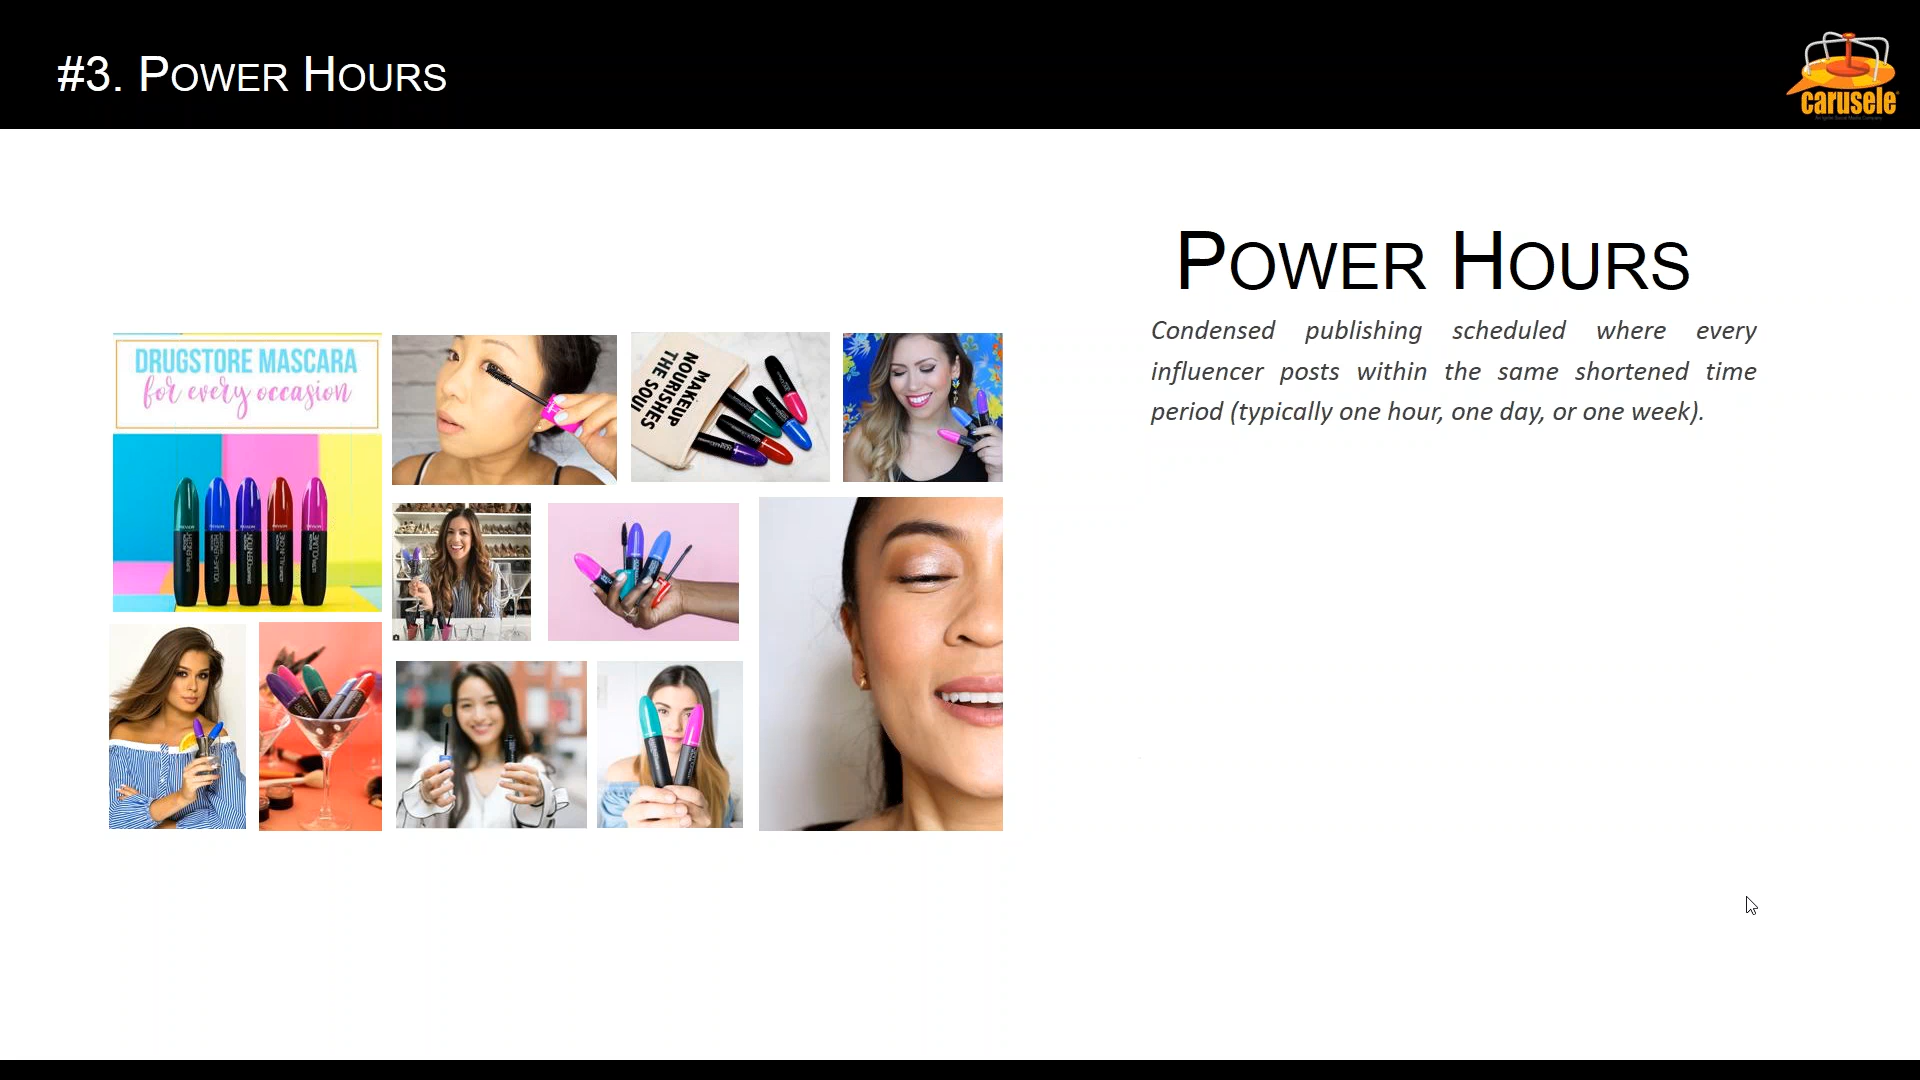 #3. POWER HOURS
carusele
POWER HOURS
Condensed publishing scheduled where every
influencer posts within the same shortened time
period (typically one hour, one day, or one week).
DRUGSTORE MASCARA
for every occasion
MAKEUP
NOURISHES
THE SOUL